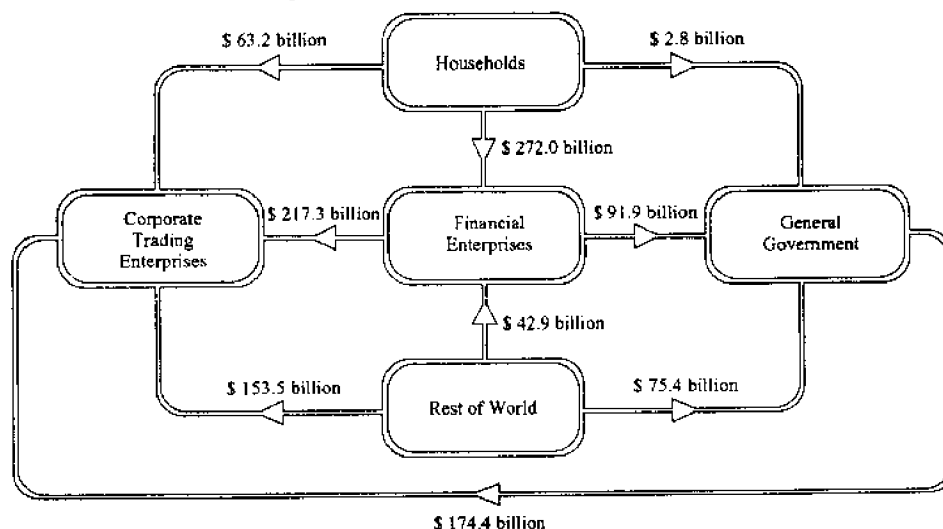 $ 63.2 billion
$ 2.8 billion
Households
$ 272.0 billion
Corporate
Trading
Enterprises
$ 217.3 billion
Financial
Enterprises
$ 91.9 billion
General
Government
$ 42.9 billion
$ 153.5 billion
Rest of World
$ 75.4 billion
$ 174.4 billion